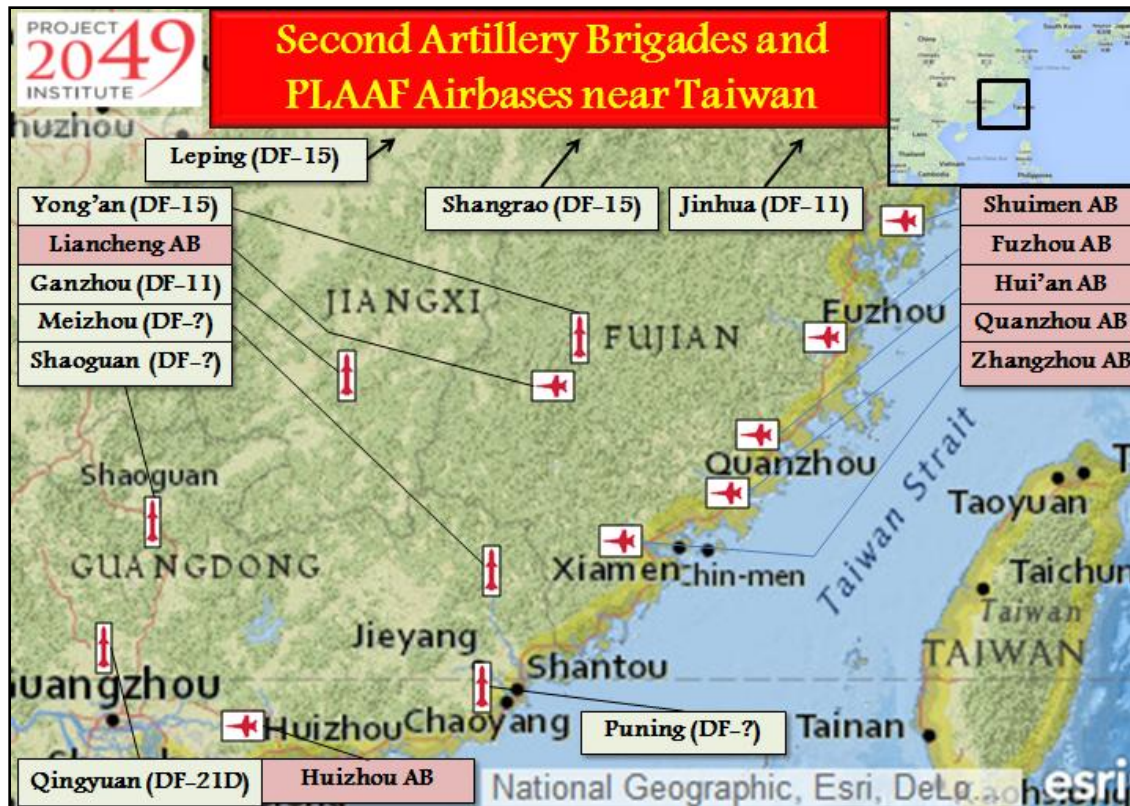 PROJECT
2049
INSTITUTE
Second Artillery Brigades and
PLAAF Airbases near Taiwan
huzhou
Leping (DF-15)
Shangrao (DF-15)
Jinhua (DF-11)
Yong'an (DF-15)
Liancheng AB
Ganzhou (DF-11)
Meizhou (DF-?)
Shaoguan (DF-?)
Shuimen AB
Fuzhou AB
Hui'an AB
Quanzhou AB
Zhangzhou AB
JIANGXI
FUJIAN
Fuzhou
Shaoguan
Quanzhou
GUANGDONG
Xiamen
Chin-men
Taiwan Strait
Taoyuan
Taichun
Taiwan
TAIWAN
Jieyang
Shantou
Guangzhou
Huizhou
Chaoyang
Tainan
Puning (DF-?)
Qingyuan (DF-21D)
Huizhou AB
National Geographic, Esri, DeLo...
esri